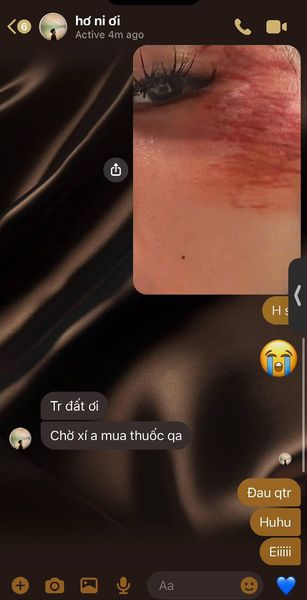 6
hơ ni ơi
Active 4m ago
H s
Tr đất ơi
Chờ xí a mua thuốc qa
Đau qtr
Huhu
Eiiiii
Aa